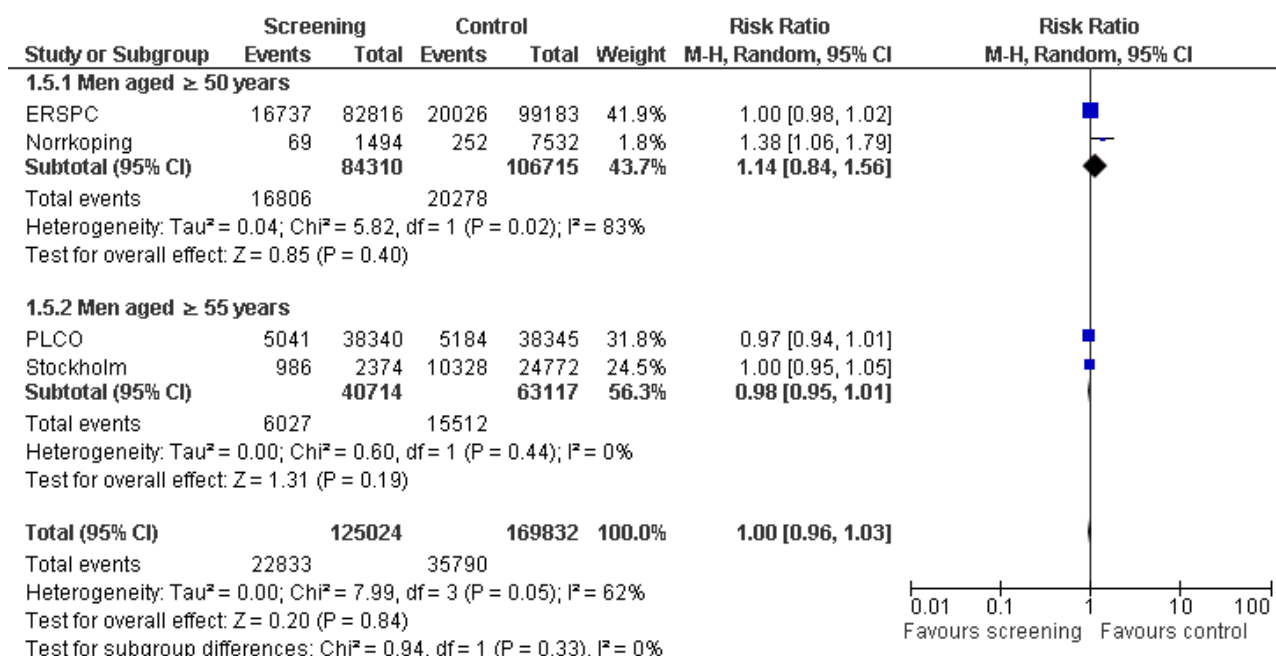 Screening Control Risk Ratio Risk Ratio
Study or Subgroup Events Total Events Total Weight M-H, Random, 95% CI M-H, Random, 95% CI
1.5.1 Men aged ≥ 50 years
ERSPC 16737 82816 20026 99183 41.9% 1.00 [0.98, 1.02]
Norrkoping 69 1494 252 7532 1.8% 1.38 [1.06, 1.79]
Subtotal (95% CI) 84310 106715 43.7% 1.14 [0.84, 1.56]
Total events 16806 20278
Heterogeneity: Tau² = 0.04; Chi² = 5.82, df = 1 (P = 0.02); I² = 83%
Test for overall effect: Z = 0.85 (P = 0.40)
1.5.2 Men aged ≥ 55 years
PLCO 5041 38340 5184 38345 31.8% 0.97 [0.94, 1.01]
Stockholm 986 2374 10328 24772 24.5% 1.00 [0.95, 1.05]
Subtotal (95% CI) 40714 63117 56.3% 0.98 [0.95, 1.01]
Total events 6027 15512
Heterogeneity: Tau² = 0.00; Chi² = 0.60, df = 1 (P = 0.44); I² = 0%
Test for overall effect: Z = 1.31 (P = 0.19)
Total (95% CI) 125024 169832 100.0% 1.00 [0.96, 1.03]
Total events 22833 35790
Heterogeneity: Tau² = 0.00; Chi² = 7.99, df = 3 (P = 0.05); I² = 62%
Test for overall effect: Z = 0.20 (P = 0.84)
Test for subgroup differences: Chi² = 0.94, df = 1 (P = 0.33), I² = 0%
0.01 0.1 1 10 100
Favours screening Favours control